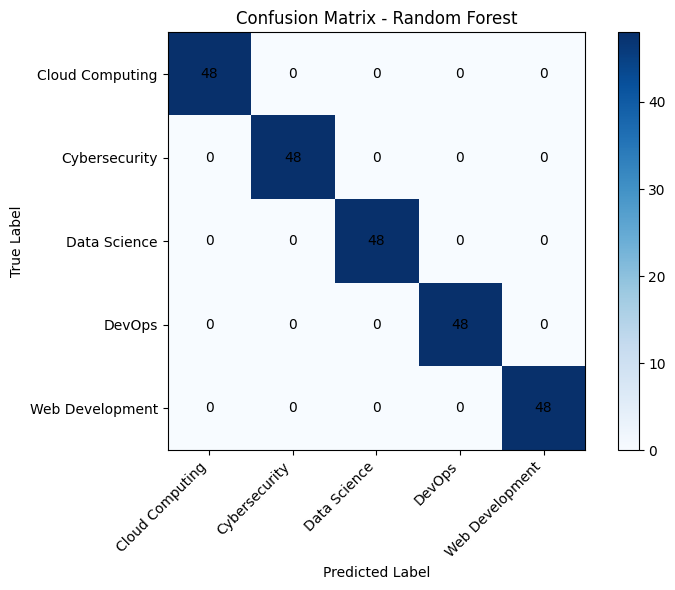 Confusion Matrix - Random Forest
Cloud Computing 48 0 0 0 0
Cybersecurity 0 48 0 0 0
Data Science 0 0 48 0 0
DevOps 0 0 0 48 0
Web Development 0 0 0 0 48
True Label
Cloud Computing
Cybersecurity
Data Science
DevOps
Web Development
Predicted Label
40
30
20
10
0